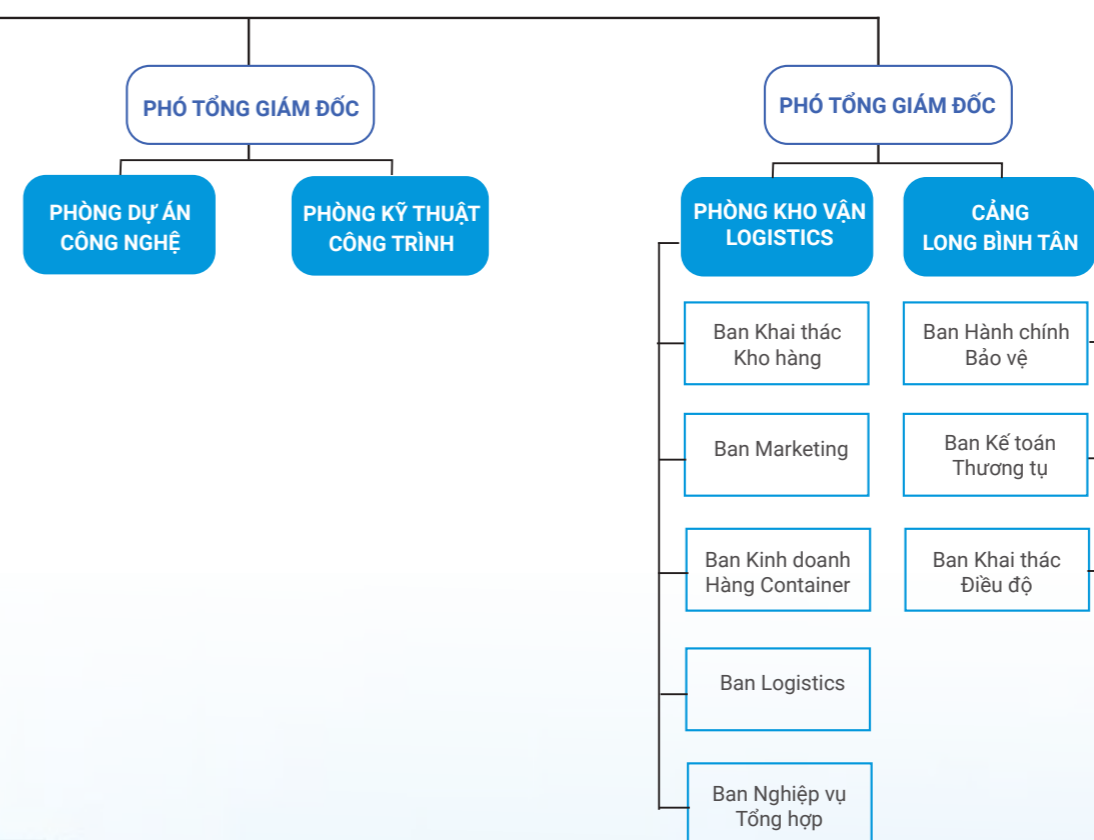 PHÓ TỔNG GIÁM ĐỐC
PHÒNG DỰ ÁN
CÔNG NGHỆ
PHÒNG KỸ THUẬT
CÔNG TRÌNH
PHÓ TỔNG GIÁM ĐỐC
PHÒNG KHO VẬN
LOGISTICS
Ban Khai thác
Kho hàng
Ban Marketing
Ban Kinh doanh
Hàng Container
Ban Logistics
Ban Nghiệp vụ
Tổng hợp
CẢNG
LONG BÌNH TÂN
Ban Hành chính
Bảo vệ
Ban Kế toán
Thương tụ
Ban Khai thác
Điều độ